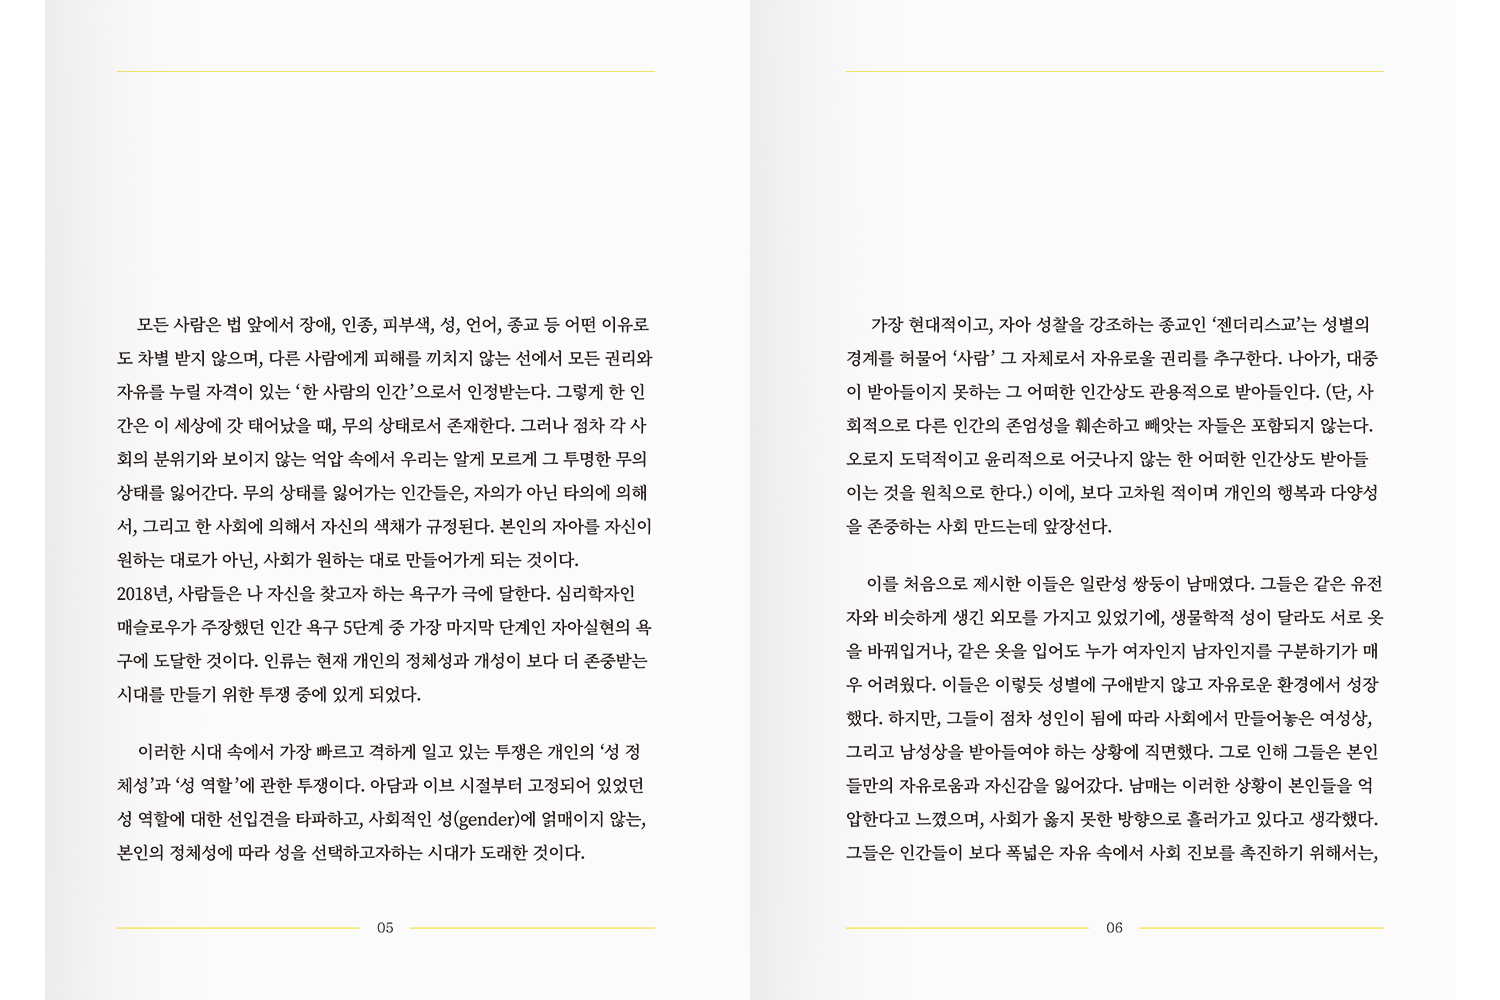 모든 사람은 법 앞에서 장애, 인종, 피부색, 성, 언어, 종교 등 어떤 이유로
도 차별 받지 않으며, 다른 사람에게 피해를 끼치지 않는 선에서 모든 권리와
자유를 누릴 자격이 있는 ‘한 사람의 인간’으로서 인정받는다. 그렇게 한 인
간은 이 세상에 갓 태어났을 때, 무의 상태로서 존재한다. 그러나 점차 각 사
회의 분위기와 보이지 않는 억압 속에서 우리는 알게 모르게 그 투명한 무의
상태를 잃어간다. 무의 상태를 잃어가는 인간들은, 자의가 아닌 타의에 의해
서, 그리고 한 사회에 의해서 자신의 색채가 규정된다. 본인의 자아를 자신이
원하는 대로가 아닌, 사회가 원하는 대로 만들어가게 되는 것이다.
2018년, 사람들은 나 자신을 찾고자 하는 욕구가 극에 달한다. 심리학자인
매슬로우가 주장했던 인간 욕구 5단계 중 가장 마지막 단계인 자아실현의 욕
구에 도달한 것이다. 인류는 현재 개인의 정체성과 개성이 보다 더 존중받는
시대를 만들기 위한 투쟁 중에 있게 되었다.
이러한 시대 속에서 가장 빠르고 격하게 일고 있는 투쟁은 개인의 ‘성 정
체성’과 ‘성 역할’에 관한 투쟁이다. 아담과 이브 시절부터 고정되어 있었던
성 역할에 대한 선입견을 타파하고, 사회적인 성(gender)에 얽매이지 않는,
본인의 정체성에 따라 성을 선택하고자하는 시대가 도래한 것이다.
05
가장 현대적이고, 자아 성찰을 강조하는 종교인 ‘젠더리스교’는 성별의
경계를 허물어 ‘사람’ 그 자체로서 자유로울 권리를 추구한다. 나아가, 대중
이 받아들이지 못하는 그 어떠한 인간상도 관용적으로 받아들인다. (단, 사
회적으로 다른 인간의 존엄성을 훼손하고 빼앗는 자들은 포함되지 않는다.
오로지 도덕적이고 윤리적으로 어긋나지 않는 한 어떠한 인간상도 받아들
이는 것을 원칙으로 한다.) 이에, 보다 고차원 적이며 개인의 행복과 다양성
을 존중하는 사회 만드는데 앞장선다.
이를 처음으로 제시한 이들은 일란성 쌍둥이 남매였다. 그들은 같은 유전
자와 비슷하게 생긴 외모를 가지고 있었기에, 생물학적 성이 달라도 서로 옷
을 바꿔입거나, 같은 옷을 입어도 누가 여자인지 남자인지를 구분하기가 매
우 어려웠다. 이들은 이렇듯 성별에 구애받지 않고 자유로운 환경에서 성장
했다. 하지만, 그들이 점차 성인이 됨에 따라 사회에서 만들어놓은 여성상,
그리고 남성상을 받아들여야 하는 상황에 직면했다. 그로 인해 그들은 본인
들만의 자유로움과 자신감을 잃어갔다. 남매는 이러한 상황이 본인들을 억
압한다고 느꼈으며, 사회가 옳지 못한 방향으로 흘러가고 있다고 생각했다.
그들은 인간들이 보다 폭넓은 자유 속에서 사회 진보를 촉진하기 위해서는,
06